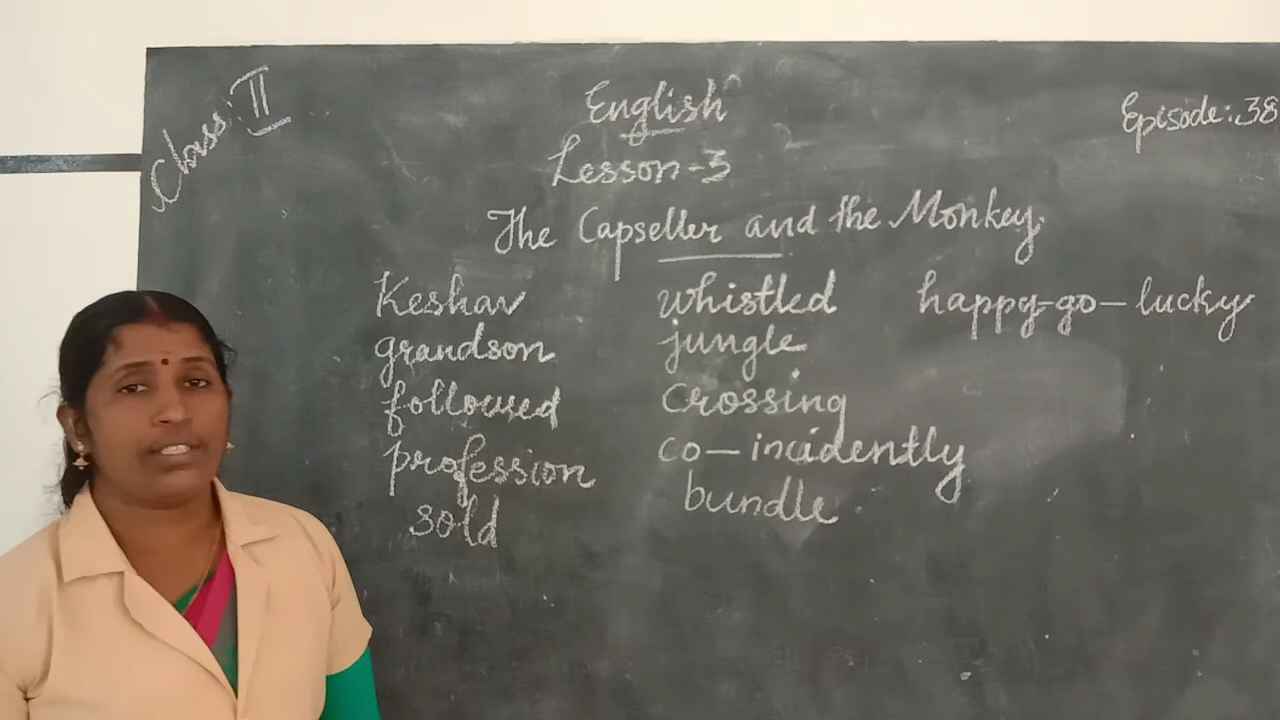 Class: II
English
Episode: 38
Lesson-3
The Capseller and the Monkey.
Keshav whistled happy-go-lucky
grandson jungle
followed crossing
profession co-incidently
sold bundle